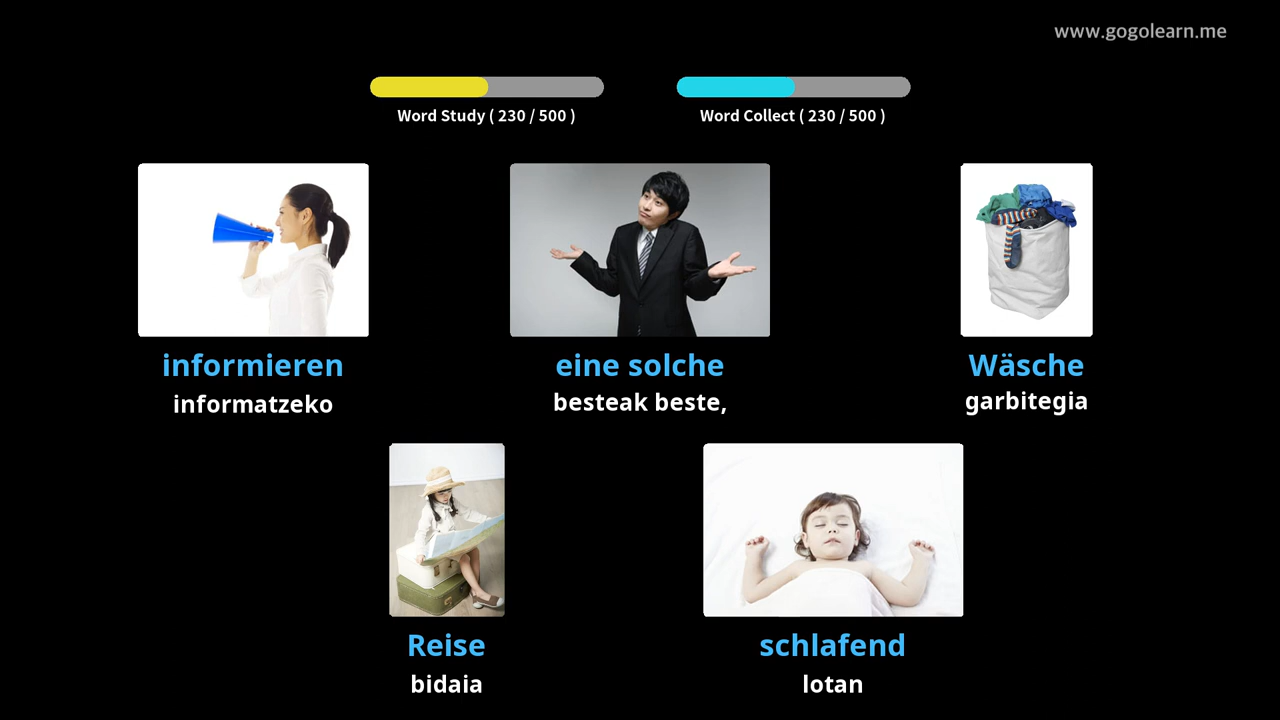 www.gogolearn.me
Word Study ( 230 / 500 )
Word Collect ( 230 / 500 )
informieren
informatzeko
eine solche
besteak beste,
Wäsche
garbitegia
Reise
bidaia
schlafend
lotan